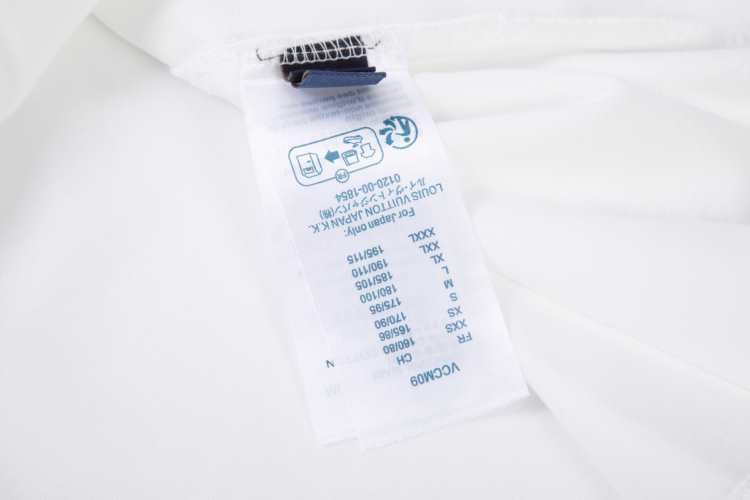 VCCM09
FR CH
XXS 160/80
XS 165/86
S 170/90
M 175/95
L 180/100
XL 185/105
XXL 190/110
XXXL 195/115
For Japan only:
LOUIS VUITTON JAPAN K.K.
ルイ・ヴィトンジャパン(株)
0120-00-1854
FR
N